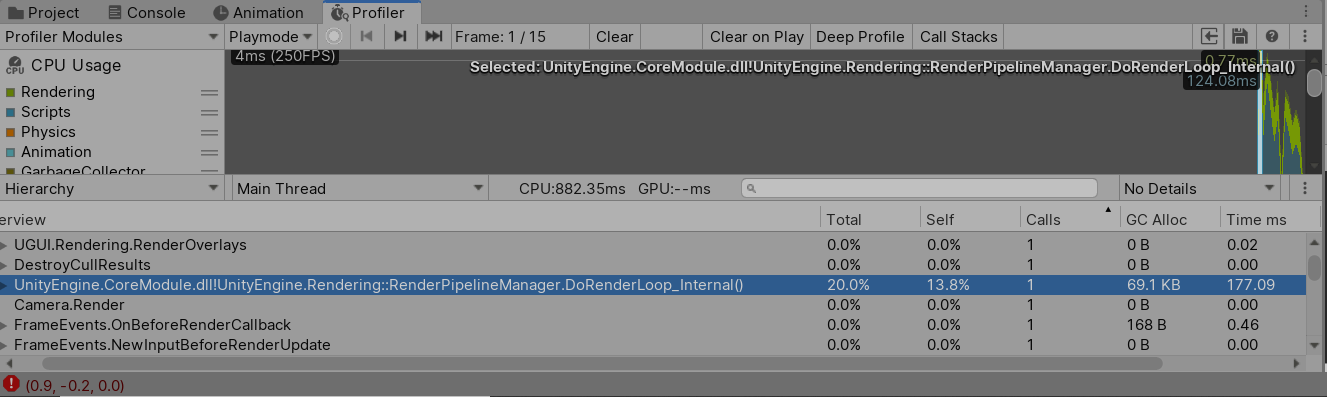 Project Console Animation Profiler
Profiler Modules Playmode Frame: 1 / 15 Clear Clear on Play Deep Profile Call Stacks
CPU Usage
CPU
4ms (250FPS)
Selected: UnityEngine.CoreModule.dll!UnityEngine.Rendering::RenderPipelineManager.DoRenderLoop_Internal()
0.77ms
124.08ms
Rendering
Scripts
Physics
Animation
GarbageCollector
Hierarchy Main Thread CPU:882.35ms GPU:--ms No Details
erview Total Self Calls GC Alloc Time ms
UGUI.Rendering.RenderOverlays 0.0% 0.0% 1 0 B 0.02
DestroyCullResults 0.0% 0.0% 1 0 B 0.00
UnityEngine.CoreModule.dll!UnityEngine.Rendering::RenderPipelineManager.DoRenderLoop_Internal() 20.0% 13.8% 1 69.1 KB 177.09
Camera.Render 0.0% 0.0% 1 0 B 0.00
FrameEvents.OnBeforeRenderCallback 0.0% 0.0% 1 168 B 0.46
FrameEvents.NewInputBeforeRenderUpdate 0.0% 0.0% 1 0 B 0.00
(0.9, -0.2, 0.0)